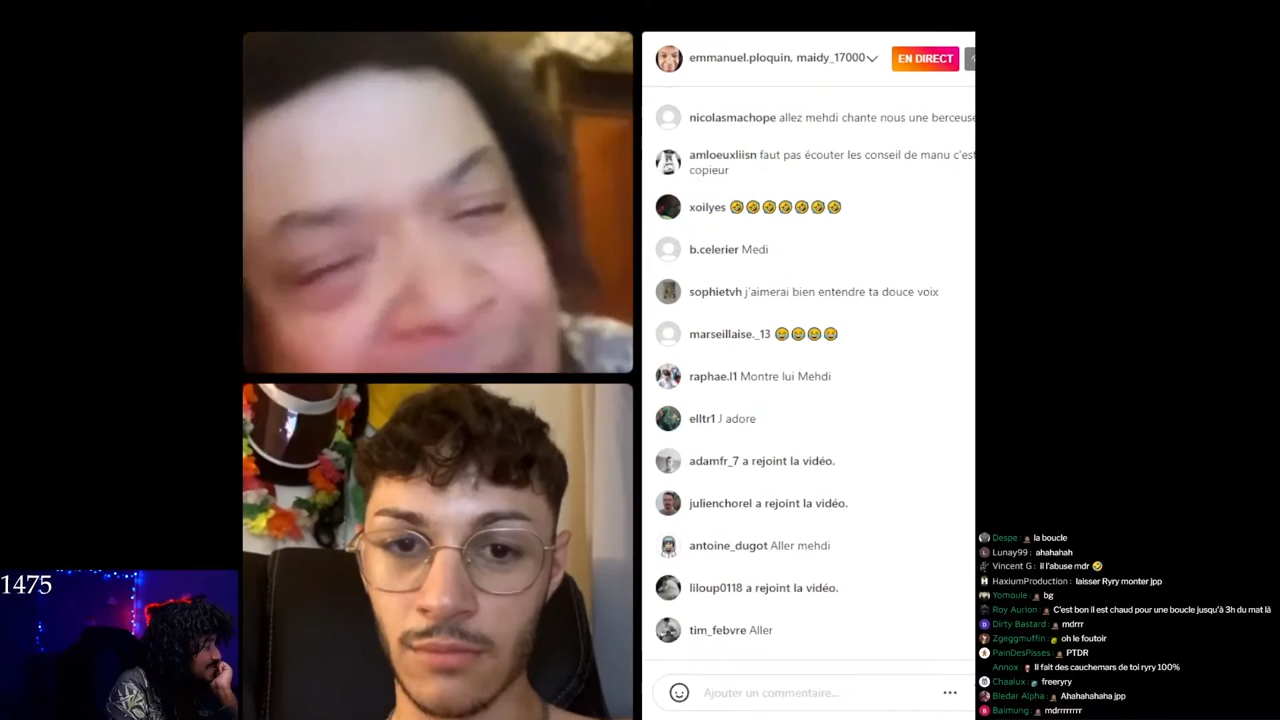 emmanuel.ploquin, maidy_17000
EN DIRECT
nicolasmachope allez mehdi chante nous une berceuse
amloeuxliisn faut pas écouter les conseil de manu c'est
copieur
xoilyes 🤣🤣🤣🤣🤣🤣🤣
b.celerier Medi
sophietvh j'aimerai bien entendre ta douce voix
marseillaise._13 😂😂😂😂
raphae.l1 Montre lui Mehdi
elltr1 J adore
adamfr_7 a rejoint la vidéo.
julienchorel a rejoint la vidéo.
antoine_dugot Aller mehdi
liloup0118 a rejoint la vidéo.
tim_febvre Aller
Ajouter un commentaire...
1475
Despe: la boucle
Lunay99: ahahahah
Vincent G: il l'abuse mdr 🤣
HaxiumProduction: laisser Ryry monter jpp
Yomoule: bg
Roy Aurion: C'est bon il est chaud pour une boucle jusqu'à 3h du mat là
Dirty Bastard: mdrrr
Zgeggmuffin: oh le foutoir
PainDesPisses: PTDR
Annox: Il fait des cauchemars de toi ryry 100%
Chaalux: freeryry
Bledar Alpha: Ahahahahaha jpp
Balmung: mdrrrrrrrr